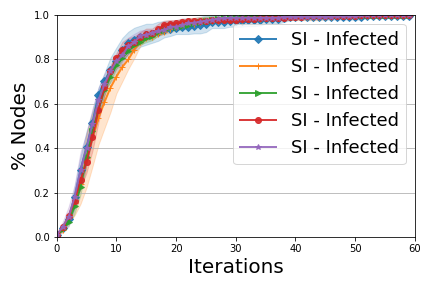 1.0
0.8
0.6
0.4
0.2
0.0
% Nodes
SI - Infected
SI - Infected
SI - Infected
SI - Infected
SI - Infected
0 10 20 30 40 50 60
Iterations